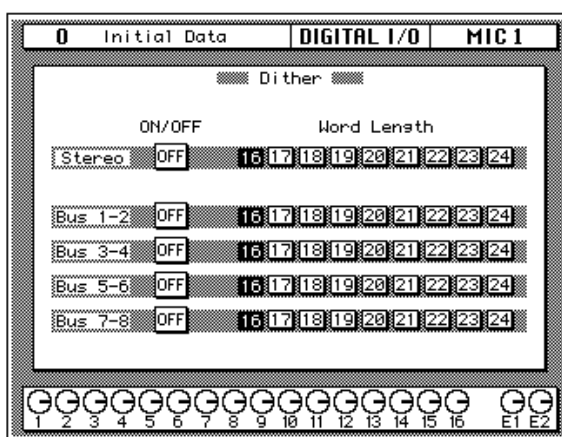 0 Initial Data DIGITAL I/O MIC 1
Dither
ON/OFF Word Length
Stereo OFF 16 17 18 19 20 21 22 23 24
Bus 1-2 OFF 16 17 18 19 20 21 22 23 24
Bus 3-4 OFF 16 17 18 19 20 21 22 23 24
Bus 5-6 OFF 16 17 18 19 20 21 22 23 24
Bus 7-8 OFF 16 17 18 19 20 21 22 23 24
1 2 3 4 5 6 7 8 9 10 11 12 13 14 15 16 E1 E2